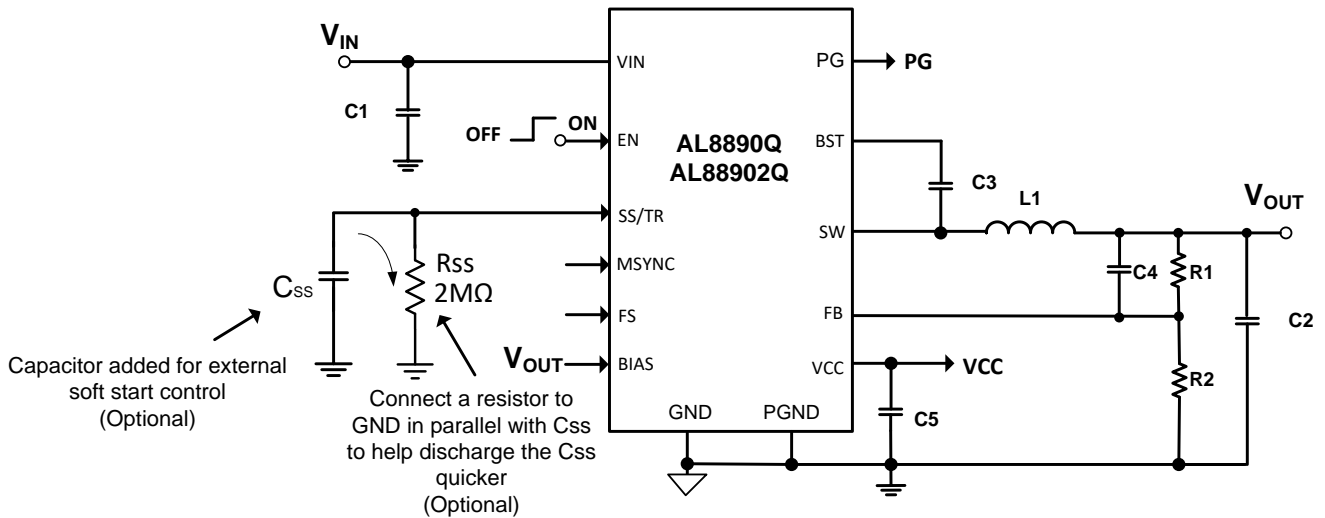 VIN
C1
OFF
ON
CSS
Rss
2MΩ
Capacitor added for external
soft start control
(Optional)
VOUT
Connect a resistor to
GND in parallel with Css
to help discharge the Css
quicker
(Optional)
VIN
EN
SS/TR
MSYNC
FS
BIAS
AL8890Q
AL88902Q
GND
PGND
PG
BST
SW
FB
VCC
PG
C3
L1
VOUT
C4
R1
C2
VCC
R2
C5